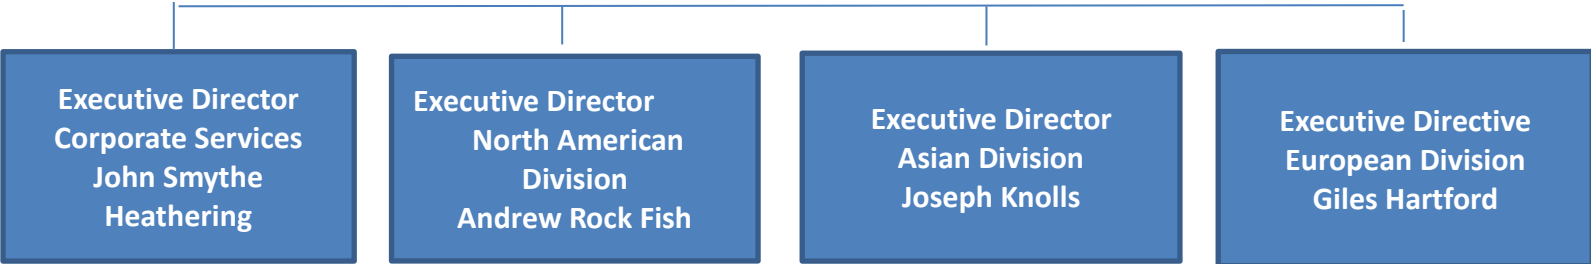 Executive Director
Corporate Services
John Smythe
Heathering
Executive Director
North American
Division
Andrew Rock Fish
Executive Director
Asian Division
Joseph Knolls
Executive Directive
European Division
Giles Hartford